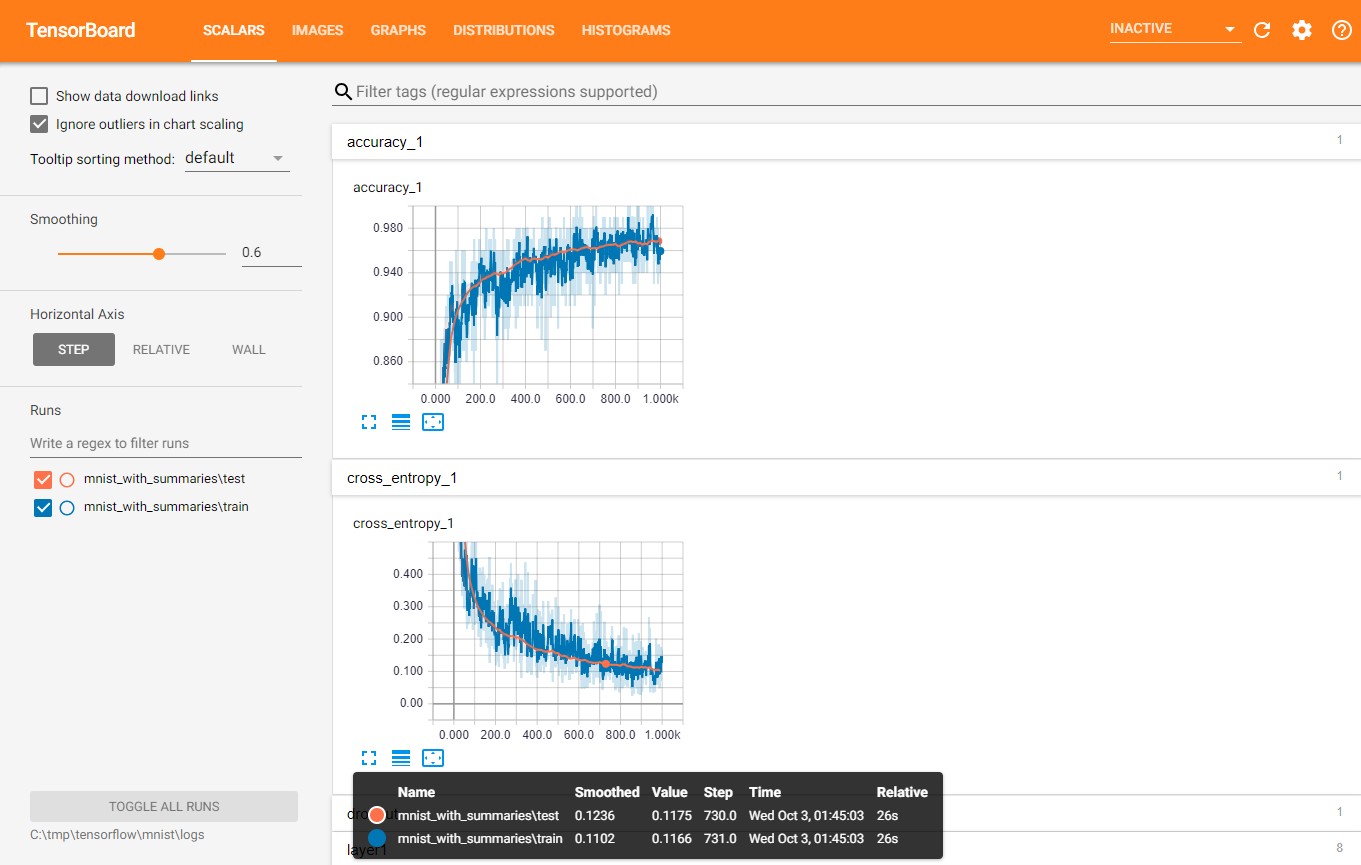 TensorBoard SCALARS IMAGES GRAPHS DISTRIBUTIONS HISTOGRAMS INACTIVE
Show data download links
Ignore outliers in chart scaling
Tooltip sorting method: default
Smoothing
0.6
Horizontal Axis
STEP RELATIVE WALL
Runs
Write a regex to filter runs
mnist_with_summaries\test
mnist_with_summaries\train
TOGGLE ALL RUNS
C:\tmp\tensorflow\mnist\logs
Filter tags (regular expressions supported)
accuracy_1 1
accuracy_1
0.980
0.940
0.900
0.860
0.000 200.0 400.0 600.0 800.0 1.000k
cross_entropy_1 1
cross_entropy_1
0.400
0.300
0.200
0.100
0.00
0.000 200.0 400.0 600.0 800.0 1.000k
Name Smoothed Value Step Time Relative
mnist_with_summaries\test 0.1236 0.1175 730.0 Wed Oct 3, 01:45:03 26s
mnist_with_summaries\train 0.1102 0.1166 731.0 Wed Oct 3, 01:45:03 26s
1
layer1 8